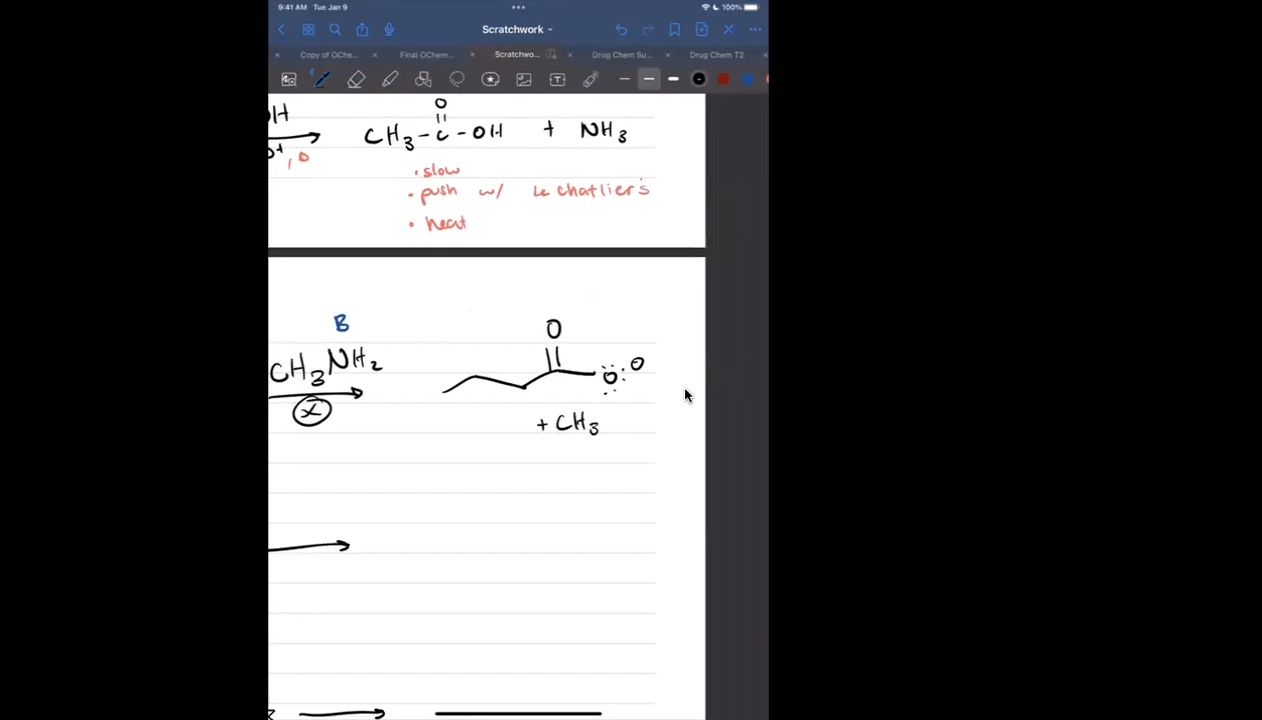 9:41 AM Tue Jan 9
100%
Scratchwork
Copy of OChe...
Final OChem...
Scratchwo...
Drug Chem Su...
Drug Chem T2
OH
O
||
CH3-C-OH + NH3
O+, Δ
• slow
• push w/ Le chatlier's
• heat
B
CH3NH2
X
O
O
+ CH3